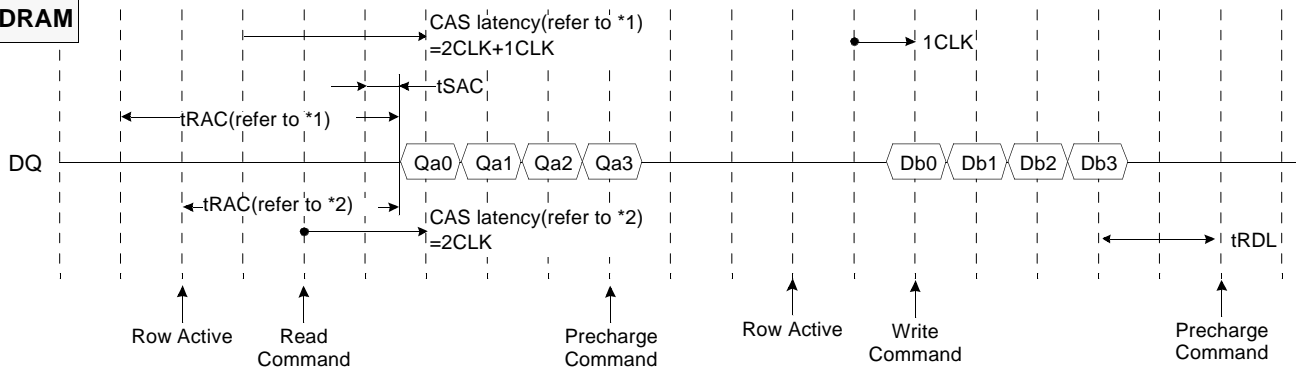 DRAM
CAS latency(refer to *1)
=2CLK+1CLK
1CLK
tSAC
tRAC(refer to *1)
DQ
Qa0
Qa1
Qa2
Qa3
Db0
Db1
Db2
Db3
tRAC(refer to *2)
CAS latency(refer to *2)
=2CLK
tRDL
Row Active
Read
Command
Precharge
Command
Row Active
Write
Command
Precharge
Command